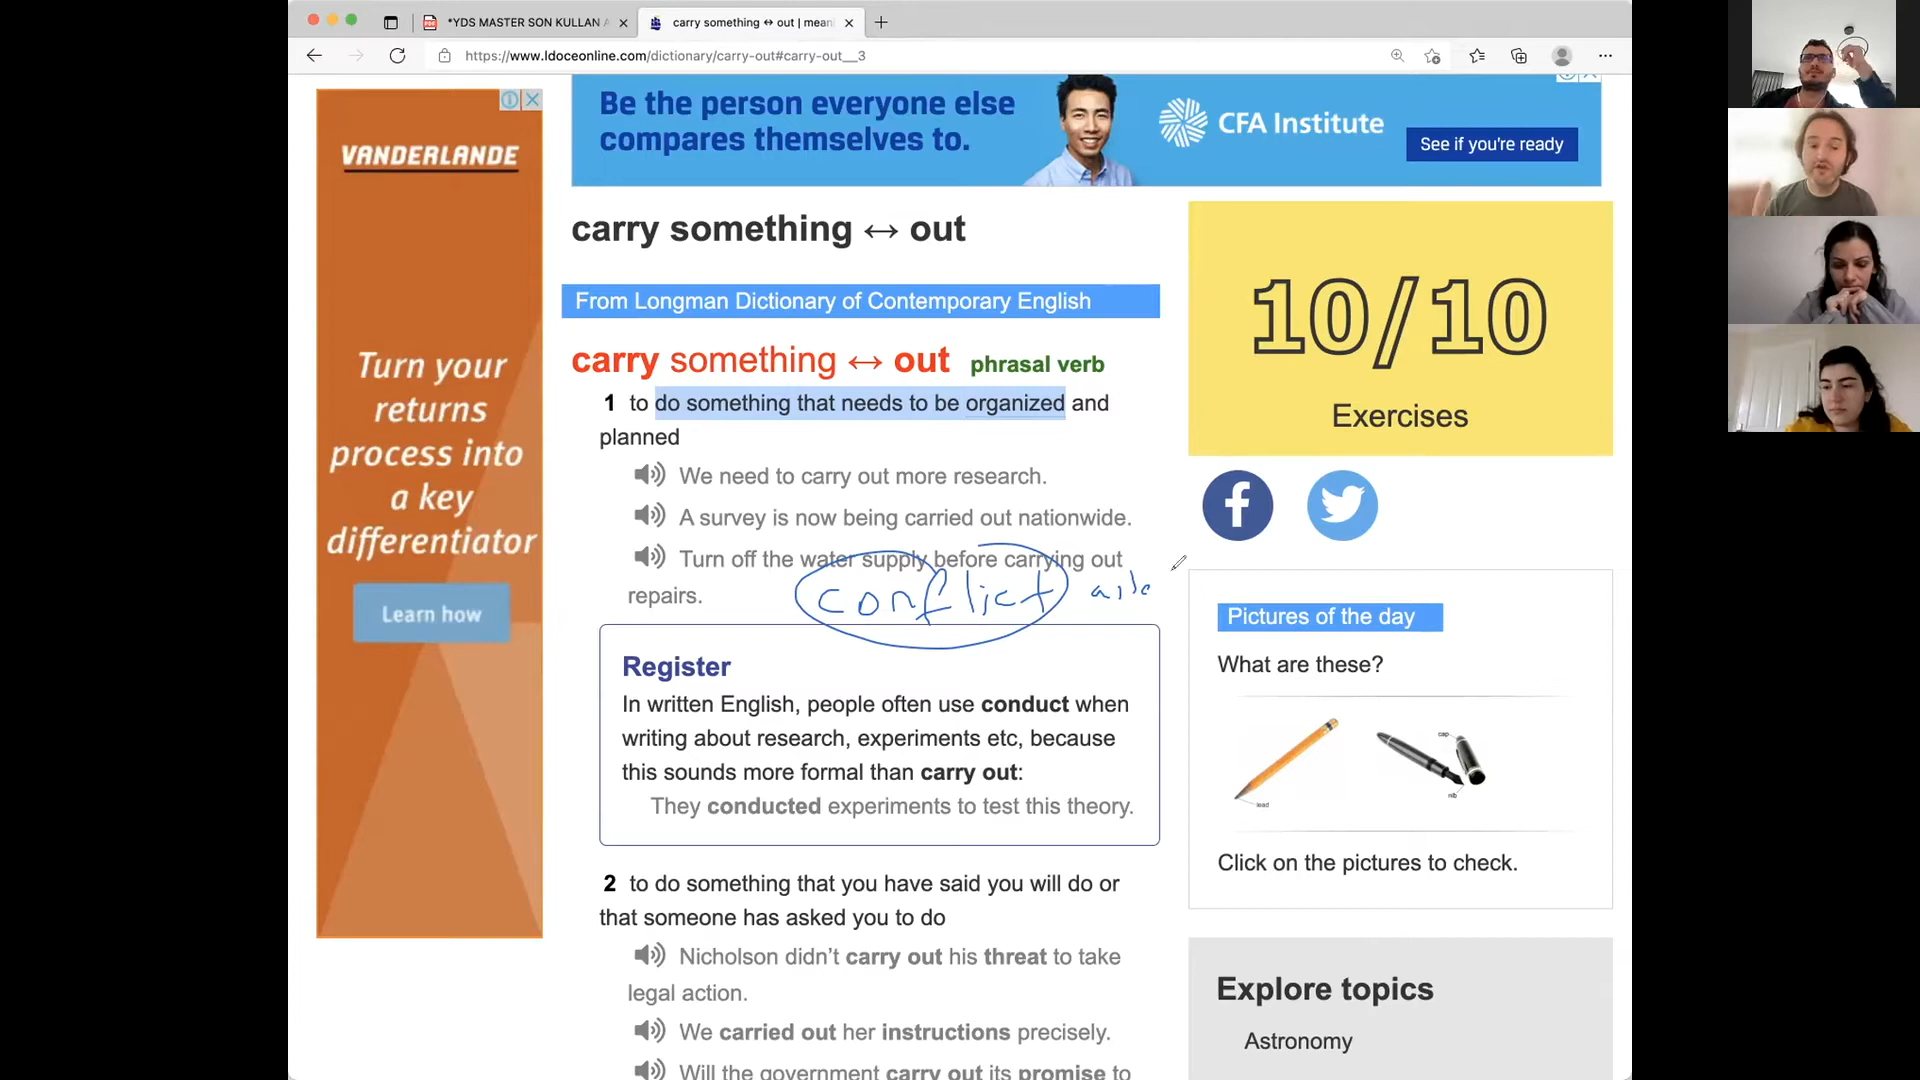 *YDS MASTER SON KULLAN
carry something ↔ out | mean
https://www.ldoceonline.com/dictionary/carry-out#carry-out__3
VANDERLANDE
Turn your
returns
process into
a key
differentiator
Learn how
Be the person everyone else
compares themselves to.
CFA Institute
See if you're ready
carry something ↔ out
From Longman Dictionary of Contemporary English
carry something ↔ out phrasal verb
1 to do something that needs to be organized and
planned
We need to carry out more research.
A survey is now being carried out nationwide.
Turn off the water supply before carrying out
repairs.
conflict
Register
In written English, people often use conduct when
writing about research, experiments etc, because
this sounds more formal than carry out:
They conducted experiments to test this theory.
2 to do something that you have said you will do or
that someone has asked you to do
Nicholson didn’t carry out his threat to take
legal action.
We carried out her instructions precisely.
Will the government carry out its promise to
10/10
Exercises
Pictures of the day
What are these?
lead
cap
nib
Click on the pictures to check.
Explore topics
Astronomy